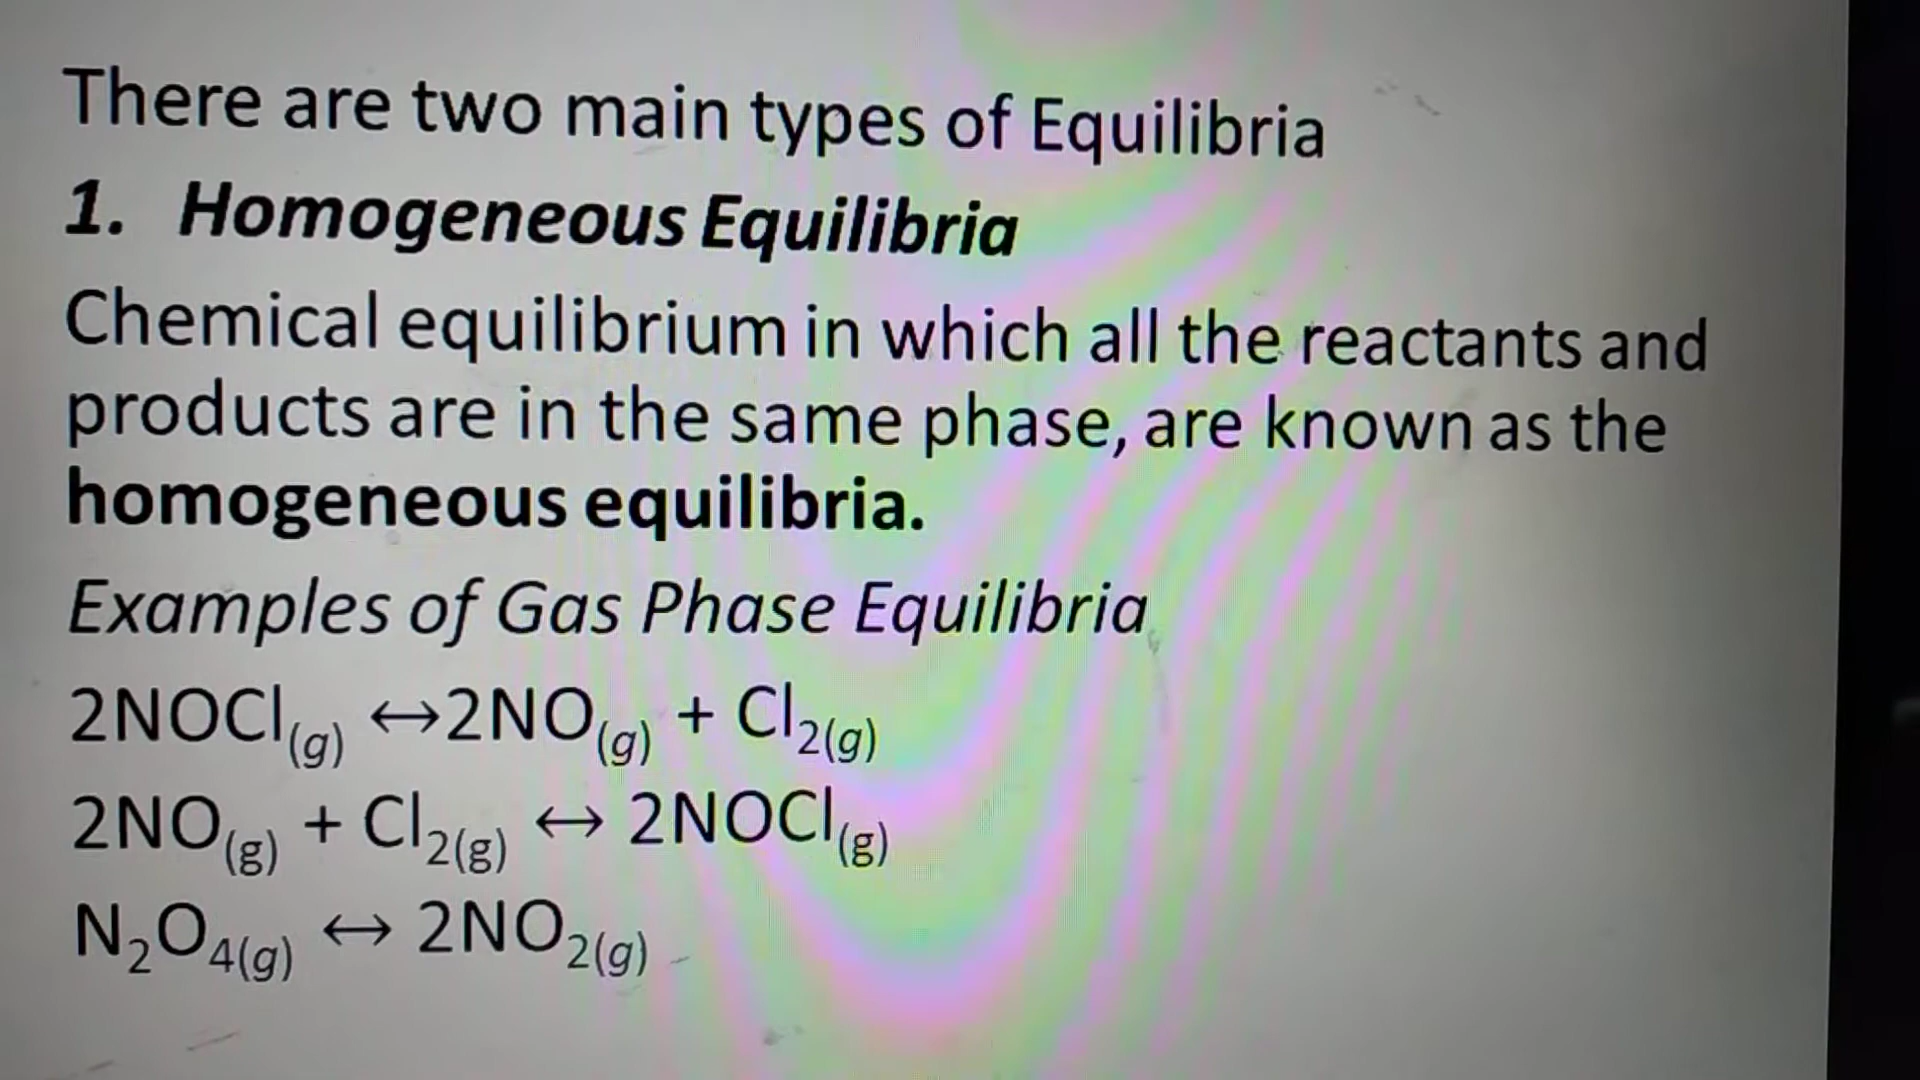 There are two main types of Equilibria
1. Homogeneous Equilibria
Chemical equilibrium in which all the reactants and
products are in the same phase, are known as the
homogeneous equilibria.
Examples of Gas Phase Equilibria
2NOCl(g) ↔2NO(g) + Cl2(g)
2NO(g) + Cl2(g) ↔ 2NOCl(g)
N2O4(g) ↔ 2NO2(g)